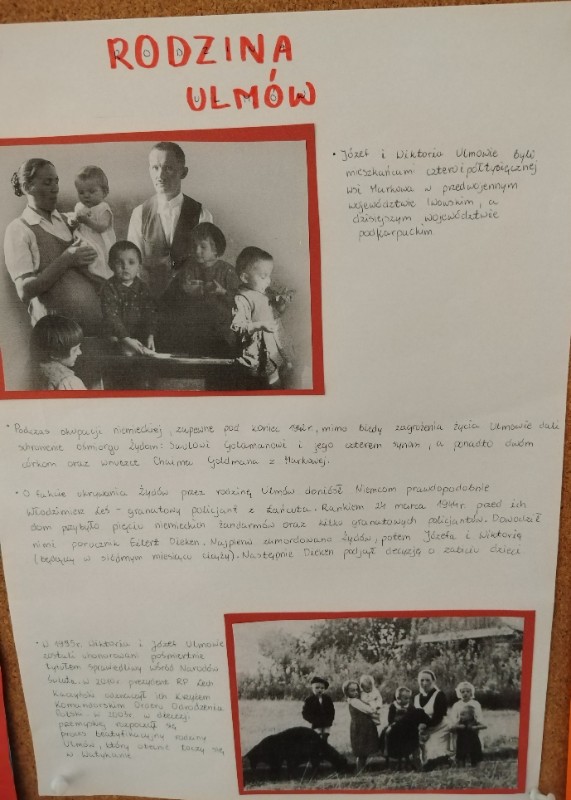 RODZINA
ULMÓW
• Józef i Wiktoria Ulmowie byli
mieszkańcami czteroipółtysięcznej
wsi Markowa w przedwojennym
województwie lwowskim, a
dzisiejszym województwie
podkarpackim.
• Podczas okupacji niemieckiej, zapewne pod koniec 1942r., mimo biedy zagrożenia życia Ulmowie dali
schronienie ośmiorgu Żydom: Saulowi Goldmanowi i jego czterem synom, a ponadto dwóm
córkom oraz wnuczce Chaima Goldmana z Markowej.
• O fakcie ukrywania Żydów przez rodzinę Ulmów doniósł Niemcom prawdopodobnie
Włodzimierz Leś - granatowy policjant z Łańcuta. Rankiem 24 marca 1944r. przed ich
dom przybyło pięciu niemieckich żandarmów oraz kilku granatowych policjantów. Dowodził
nimi porucznik Eilert Dieken. Najpierw zamordowano Żydów, potem Józefa i Wiktorię
(będącą w siódmym miesiącu ciąży). Następnie Dieken podjął decyzję o zabiciu dzieci.
• W 1995r. Wiktoria i Józef Ulmowie
zostali uhonorowani pośmiertnie
tytułem Sprawiedliwy wśród Narodów
Świata. W 2010r. prezydent RP Lech
Kaczyński odznaczył ich Krzyżem
Komandorskim Orderu Odrodzenia
Polski. W 2003r. w diecezji
przemyskiej rozpoczął się
proces beatyfikacyjny rodziny
Ulmów, który obecnie toczy się
w Watykanie.